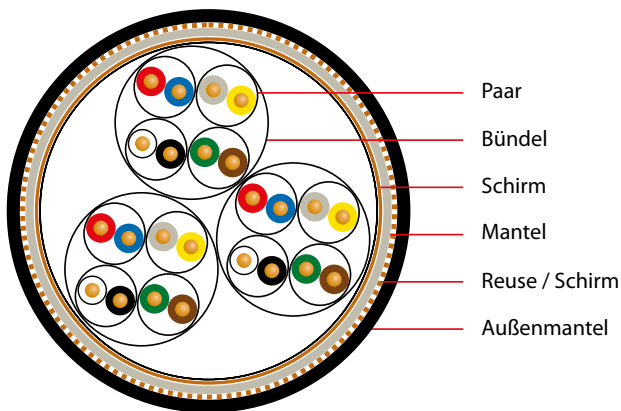 Paar
Bündel
Schirm
Mantel
Reuse / Schirm
Außenmantel